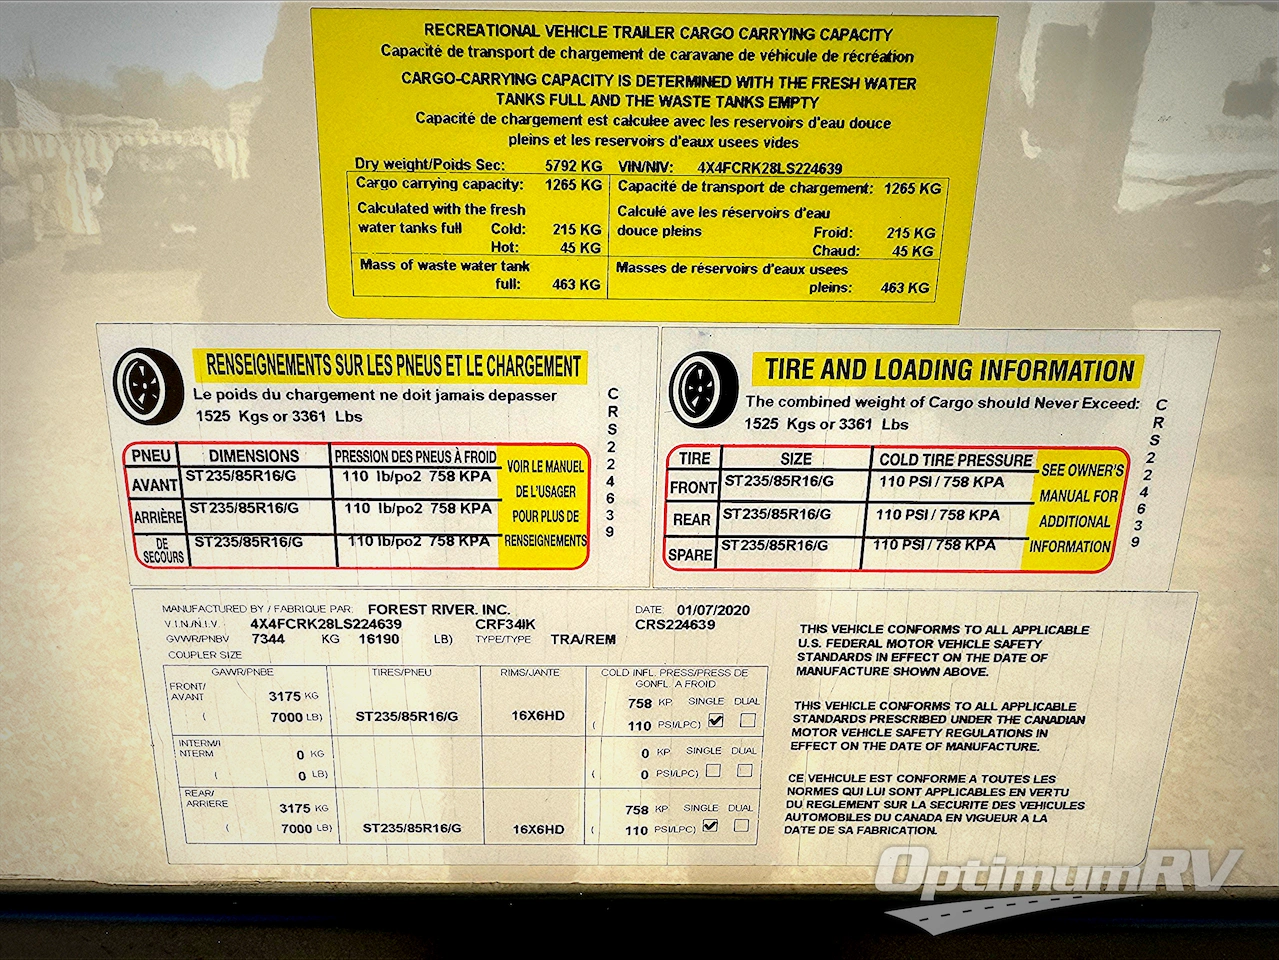 RECREATIONAL VEHICLE TRAILER CARGO CARRYING CAPACITY
Capacité de transport de chargement de caravane de véhicule de récréation
CARGO-CARRYING CAPACITY IS DETERMINED WITH THE FRESH WATER
TANKS FULL AND THE WASTE TANKS EMPTY
Capacité de chargement est calculee avec les reservoirs d'eau douce
pleins et les reservoirs d'eaux usees vides
Dry weight/Poids Sec: 5792 KG VIN/NIV: 4X4FCRK28LS224639
Cargo carrying capacity: 1265 KG Capacité de transport de chargement: 1265 KG
Calculated with the fresh Calculé ave les réservoirs d'eau
water tanks full Cold: 215 KG douce pleins Froid: 215 KG
Hot: 45 KG Chaud: 45 KG
Mass of waste water tank Masses de réservoirs d'eaux usees
full: 463 KG pleins: 463 KG
RENSEIGNEMENTS SUR LES PNEUS ET LE CHARGEMENT
Le poids du chargement ne doit jamais depasser
1525 Kgs or 3361 Lbs
PNEU DIMENSIONS PRESSION DES PNEUS À FROID
AVANT ST235/85R16/G 110 lb/po2 758 KPA
ARRIÈRE ST235/85R16/G 110 lb/po2 758 KPA
DE SECOURS ST235/85R16/G 110 lb/po2 758 KPA
VOIR LE MANUEL
DE L'USAGER
POUR PLUS DE
RENSEIGNEMENTS
CRS224639
TIRE AND LOADING INFORMATION
The combined weight of Cargo should Never Exceed:
1525 Kgs or 3361 Lbs
TIRE SIZE COLD TIRE PRESSURE
FRONT ST235/85R16/G 110 PSI / 758 KPA
REAR ST235/85R16/G 110 PSI / 758 KPA
SPARE ST235/85R16/G 110 PSI / 758 KPA
SEE OWNER'S
MANUAL FOR
ADDITIONAL
INFORMATION
CRS224639
MANUFACTURED BY / FABRIQUE PAR: FOREST RIVER, INC. DATE: 01/07/2020
V.I.N./N.I.V. 4X4FCRK28LS224639 CRF34IK CRS224639
GVWR/PNBV 7344 KG 16190 LB) TYPE/TYPE TRA/REM
COUPLER SIZE
GAWR/PNBE TIRES/PNEU RIMS/JANTE COLD INFL. PRESS/PRESS DE
GONFL. A FROID
FRONT/
AVANT 3175 KG 758 KP. SINGLE DUAL
( 7000 LB) ST235/85R16/G 16X6HD ( 110 PSI/LPC)
INTERM/I
NTERM 0 KG 0 KP SINGLE DUAL
( 0 LB) ( 0 PSI/LPC)
REAR/
ARRIERE 3175 KG 758 KP. SINGLE DUAL
( 7000 LB) ST235/85R16/G 16X6HD ( 110 PSI/LPC)
THIS VEHICLE CONFORMS TO ALL APPLICABLE
U.S. FEDERAL MOTOR VEHICLE SAFETY
STANDARDS IN EFFECT ON THE DATE OF
MANUFACTURE SHOWN ABOVE.
THIS VEHICLE CONFORMS TO ALL APPLICABLE
STANDARDS PRESCRIBED UNDER THE CANADIAN
MOTOR VEHICLE SAFETY REGULATIONS IN
EFFECT ON THE DATE OF MANUFACTURE.
CE VEHICULE EST CONFORME A TOUTES LES
NORMES QUI LUI SONT APPLICABLES EN VERTU
DU REGLEMENT SUR LA SECURITE DES VEHICULES
AUTOMOBILES DU CANADA EN VIGUEUR A LA
DATE DE SA FABRICATION.
OptimumRV